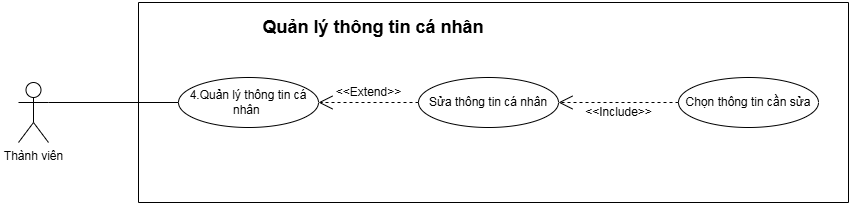 Quản lý thông tin cá nhân
4.Quản lý thông tin cá
nhân
<<Extend>>
Sửa thông tin cá nhân
<<Include>>
Chọn thông tin cần sửa
Thành viên